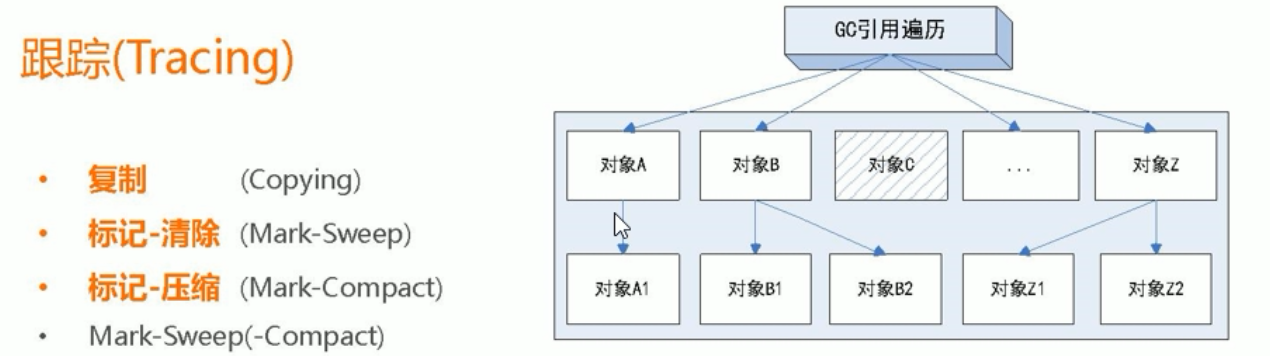 跟踪(Tracing)
• 复制 (Copying)
• 标记-清除 (Mark-Sweep)
• 标记-压缩 (Mark-Compact)
• Mark-Sweep(-Compact)
GC引用遍历
对象A 对象B 对象C ... 对象Z
对象A1 对象B1 对象B2 对象Z1 对象Z2